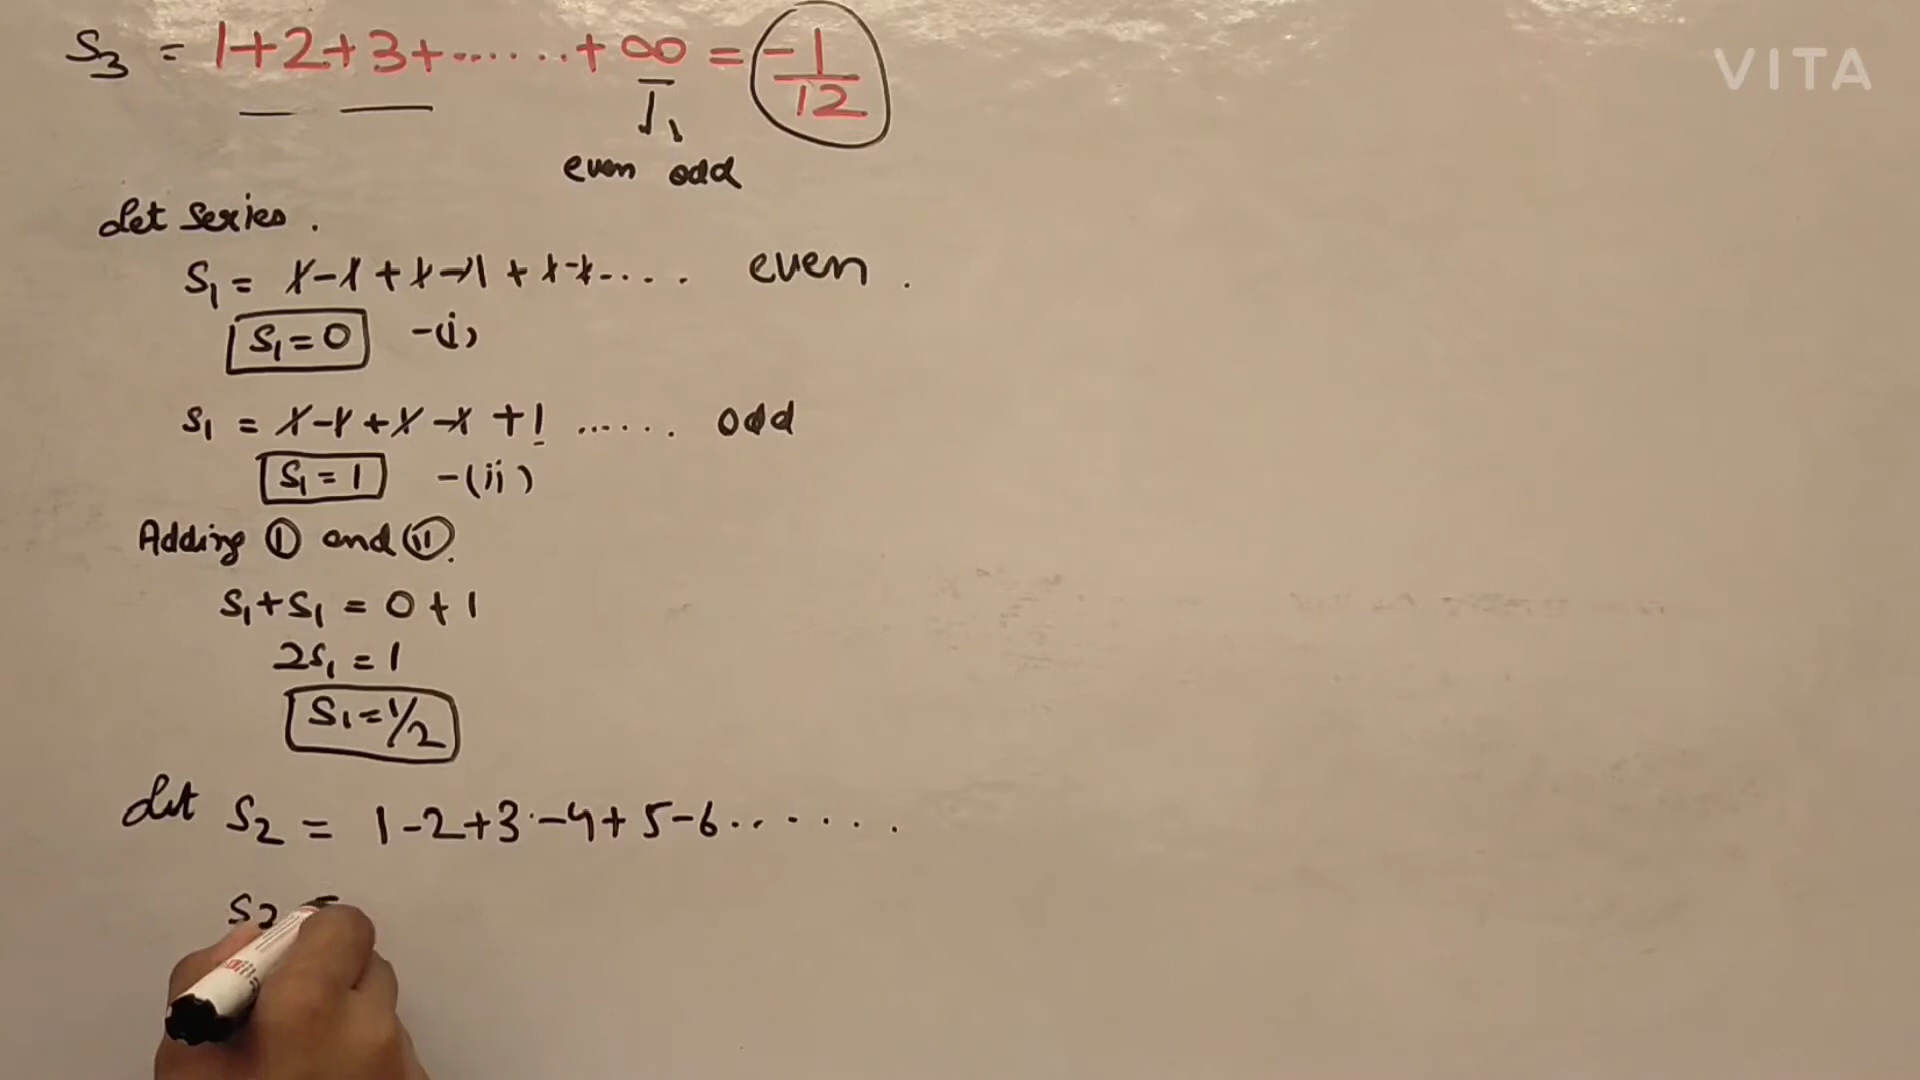 S₃ = 1+2+3+......+ ∞ = -1/12
VITA
even odd
Let series.
S₁ = 1-1+1-1+1-1.... even.
S₁=0 -(i)
S₁ = 1-1+1-1+1 ...... odd
S₁=1 -(ii)
Adding (I) and (II).
S₁+S₁ = 0+1
2S₁ = 1
S₁=1/2
Let S₂ = 1-2+3-4+5-6.......
S₂ =